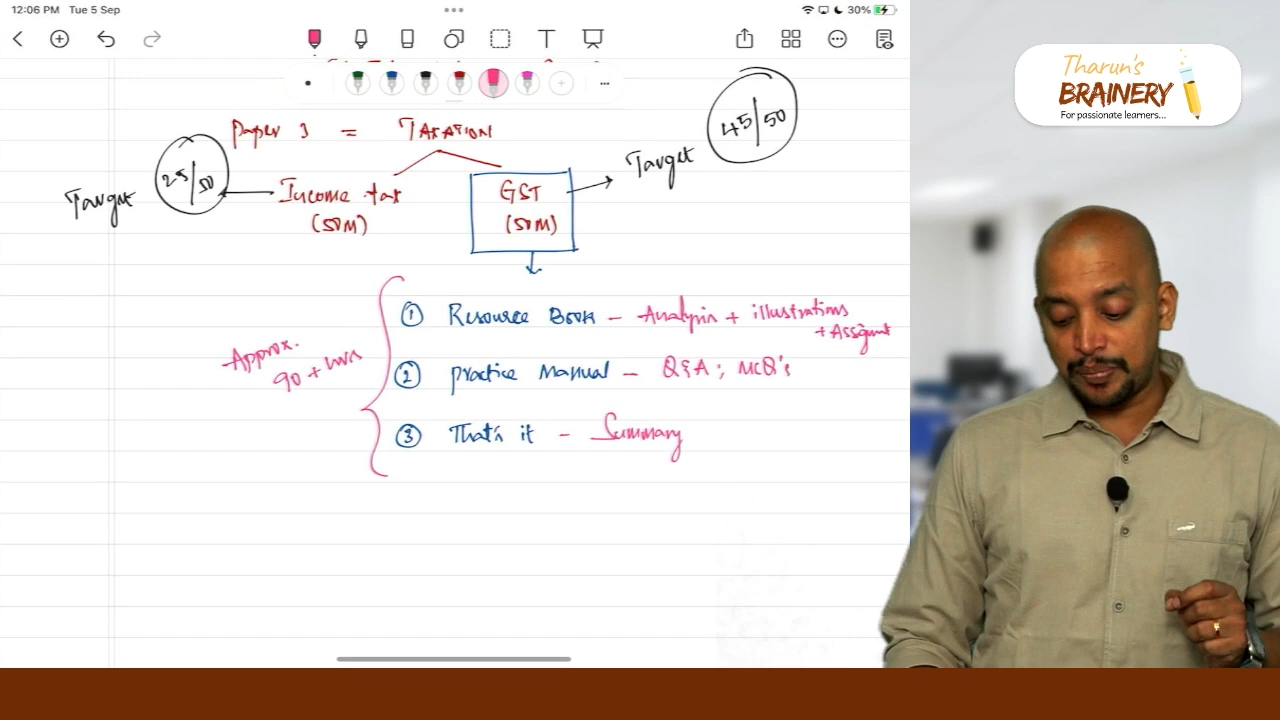 12:06 PM Tue 5 Sep
30%
Tharun's
BRAINERY
For passionate learners...
Paper 3 = TAXATION
45/50
Target
25/50
Target
Income tax
(50M)
GST
(50M)
① Resource Book - Analysis + illustrations
+ Assignmt
Approx.
90 + hrs
② Practice Manual - Q&A ; MCQ's
③ That's it - Summary